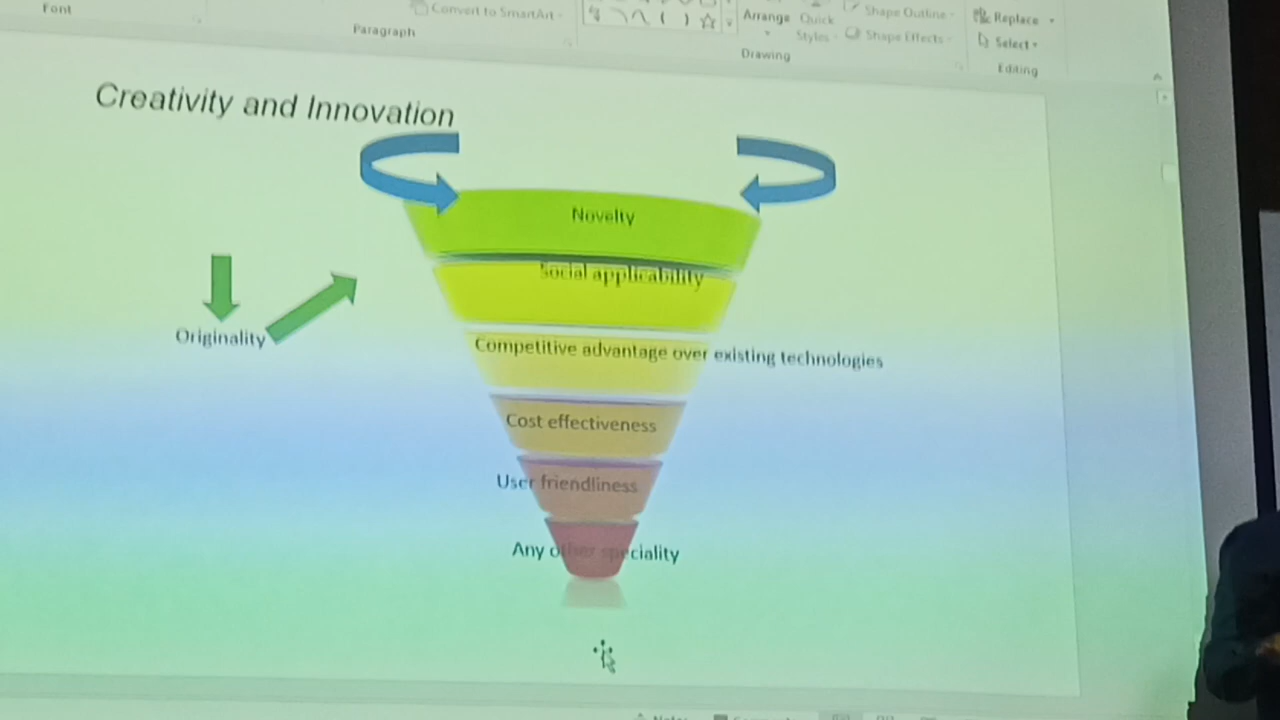 Font
Convert to SmartArt
Paragraph
Arrange
Quick
Styles
Shape Outline
Shape Effects
Drawing
Replace
Select
Editing
Creativity and Innovation
Novelty
Social applicability
Originality
Competitive advantage over existing technologies
Cost effectiveness
User friendliness
Any other speciality